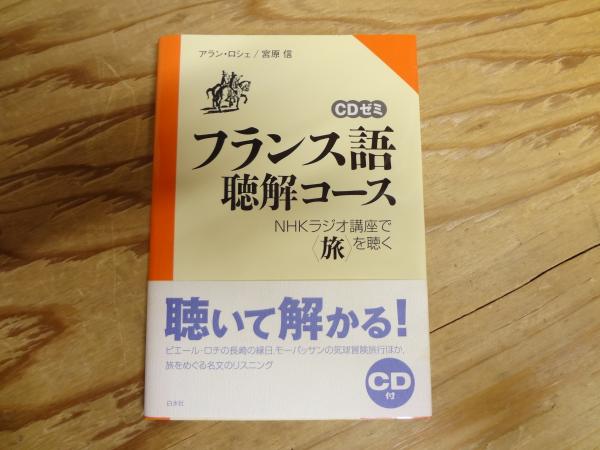 アラン・ロシェ/宮原 信
CDゼミ
フランス語
聴解コース
NHKラジオ講座で
〈旅〉を聴く
聴いて解かる!
ピエール・ロチの長崎の縁日、モーパッサンの気球冒険旅行ほか、
旅をめぐる名文のリスニング
CD
付
白水社